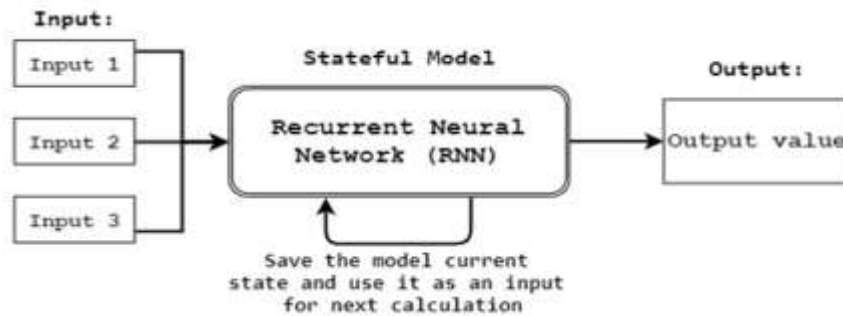 Input:
Input 1
Input 2
Input 3
Stateful Model
Recurrent Neural
Network (RNN)
Save the model current
state and use it as an input
for next calculation
Output:
Output value